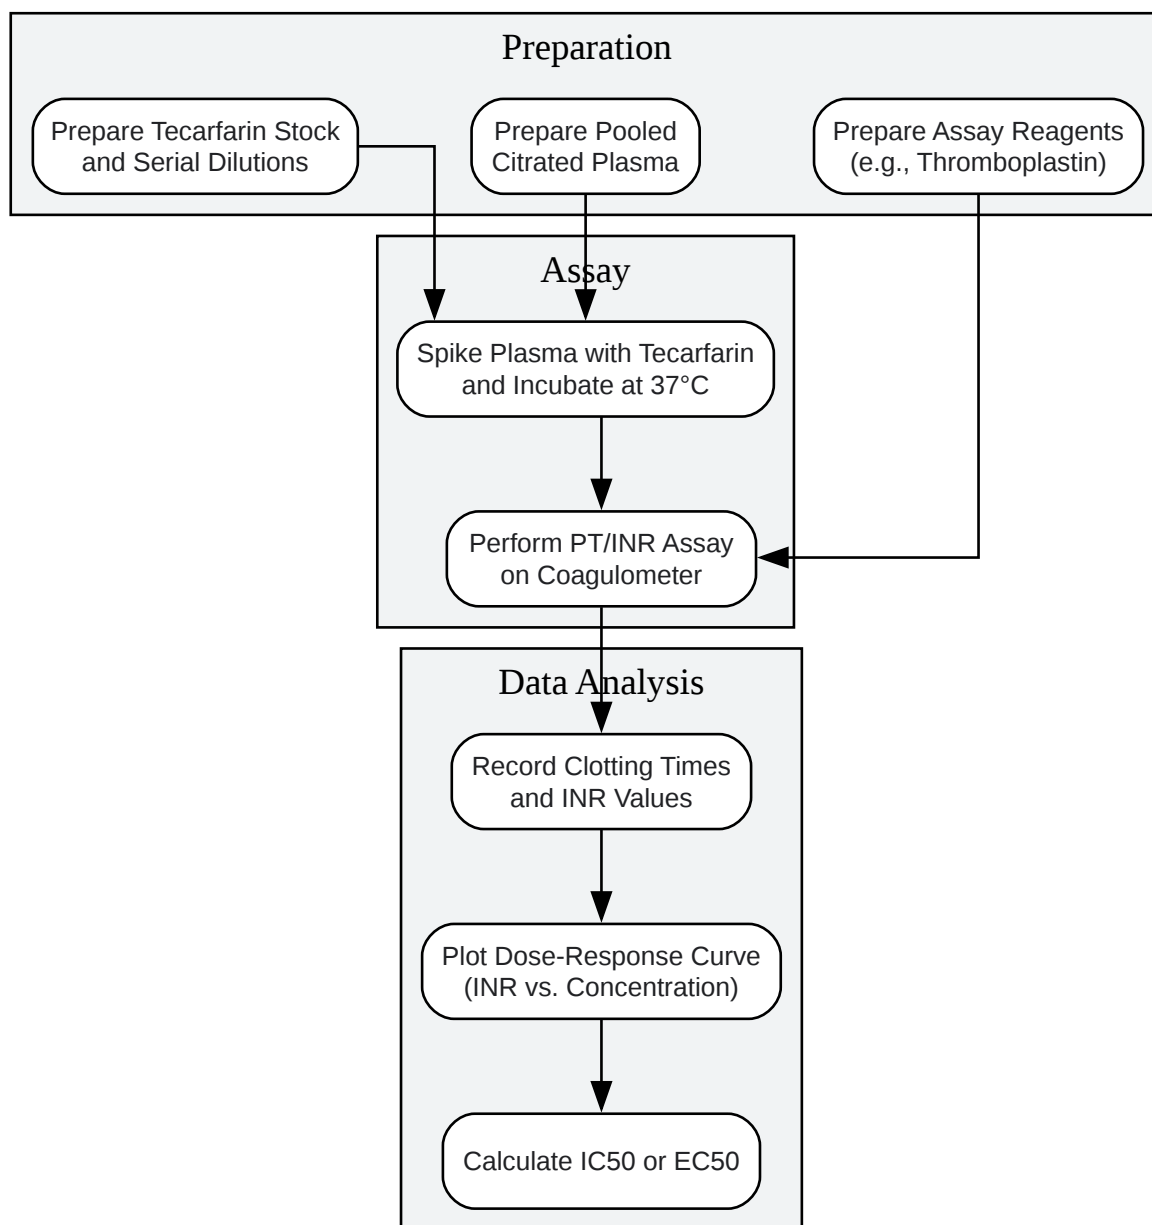 Preparation
Prepare Tecarfarin Stock
and Serial Dilutions
Prepare Pooled
Citrated Plasma
Prepare Assay Reagents
(e.g., Thromboplastin)
Assay
Spike Plasma with Tecarfarin
and Incubate at 37°C
Perform PT/INR Assay
on Coagulometer
Data Analysis
Record Clotting Times
and INR Values
Plot Dose-Response Curve
(INR vs. Concentration)
Calculate IC50 or EC50